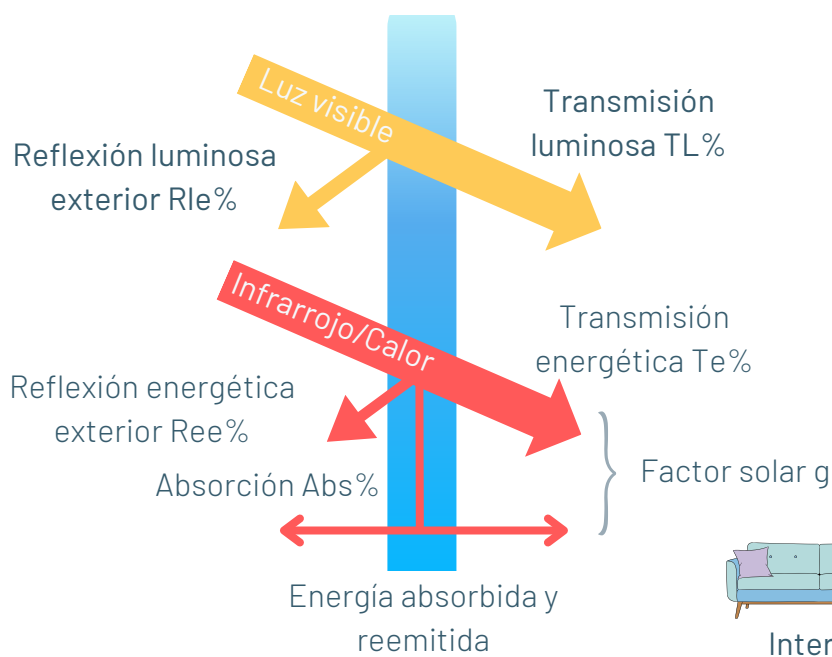 Luz visible
Transmisión
luminosa TL%
Reflexión luminosa
exterior Rle%
Infrarrojo/Calor
Transmisión
energética Te%
Reflexión energética
exterior Ree%
Absorción Abs%
Factor solar g
Energía absorbida y
reemitida
Inter